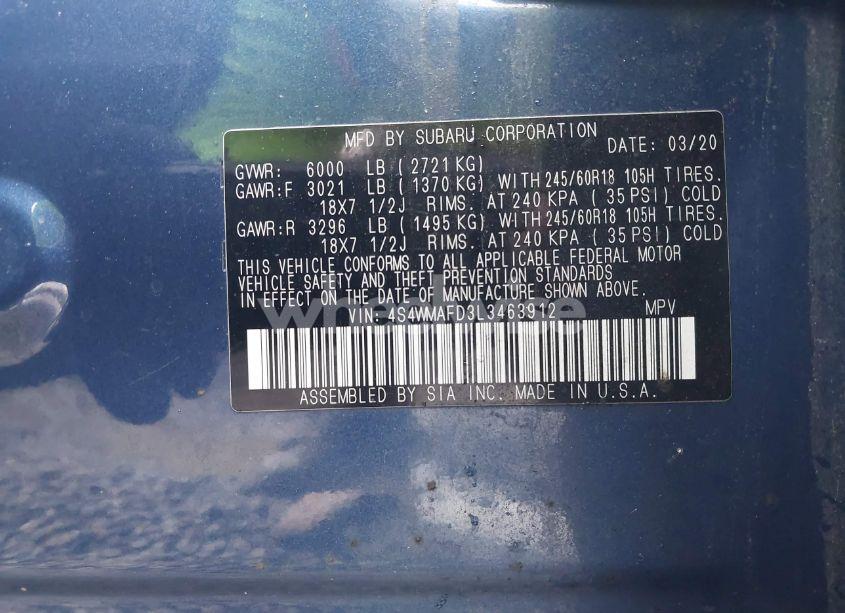 MFD BY SUBARU CORPORATION DATE: 03/20
GVWR: 6000 LB ( 2721 KG)
GAWR:F 3021 LB ( 1370 KG) WITH 245/60R18 105H TIRES.
18X7 1/2J RIMS. AT 240 KPA ( 35 PSI) COLD
GAWR:R 3296 LB ( 1495 KG) WITH 245/60R18 105H TIRES.
18X7 1/2J RIMS. AT 240 KPA ( 35 PSI) COLD
THIS VEHICLE CONFORMS TO ALL APPLICABLE FEDERAL MOTOR
VEHICLE SAFETY AND THEFT PREVENTION STANDARDS
IN EFFECT ON THE DATE OF MANUFACTURE SHOWN ABOVE.
VIN: 4S4WMAFD3L3463912 MPV
ASSEMBLED BY SIA INC. MADE IN U.S.A.